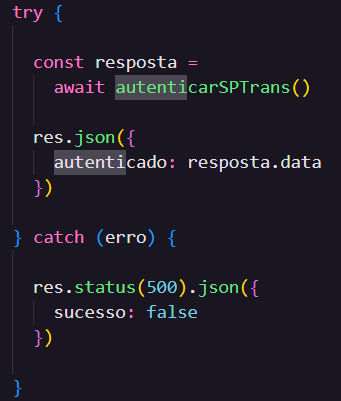 try {
const resposta =
await autenticarSPTrans()
res.json({
autenticado: resposta.data
})
} catch (erro) {
res.status(500).json({
sucesso: false
})
}